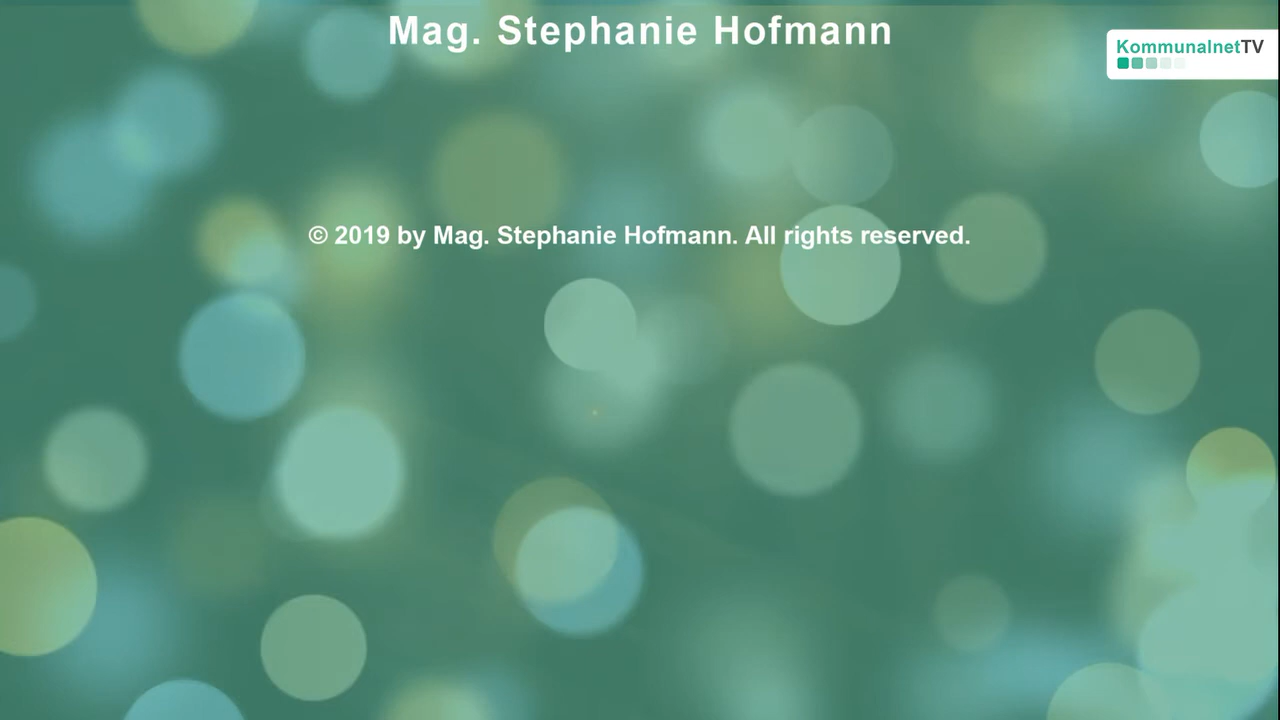 Mag. Stephanie Hofmann
KommunalnetTV
© 2019 by Mag. Stephanie Hofmann. All rights reserved.